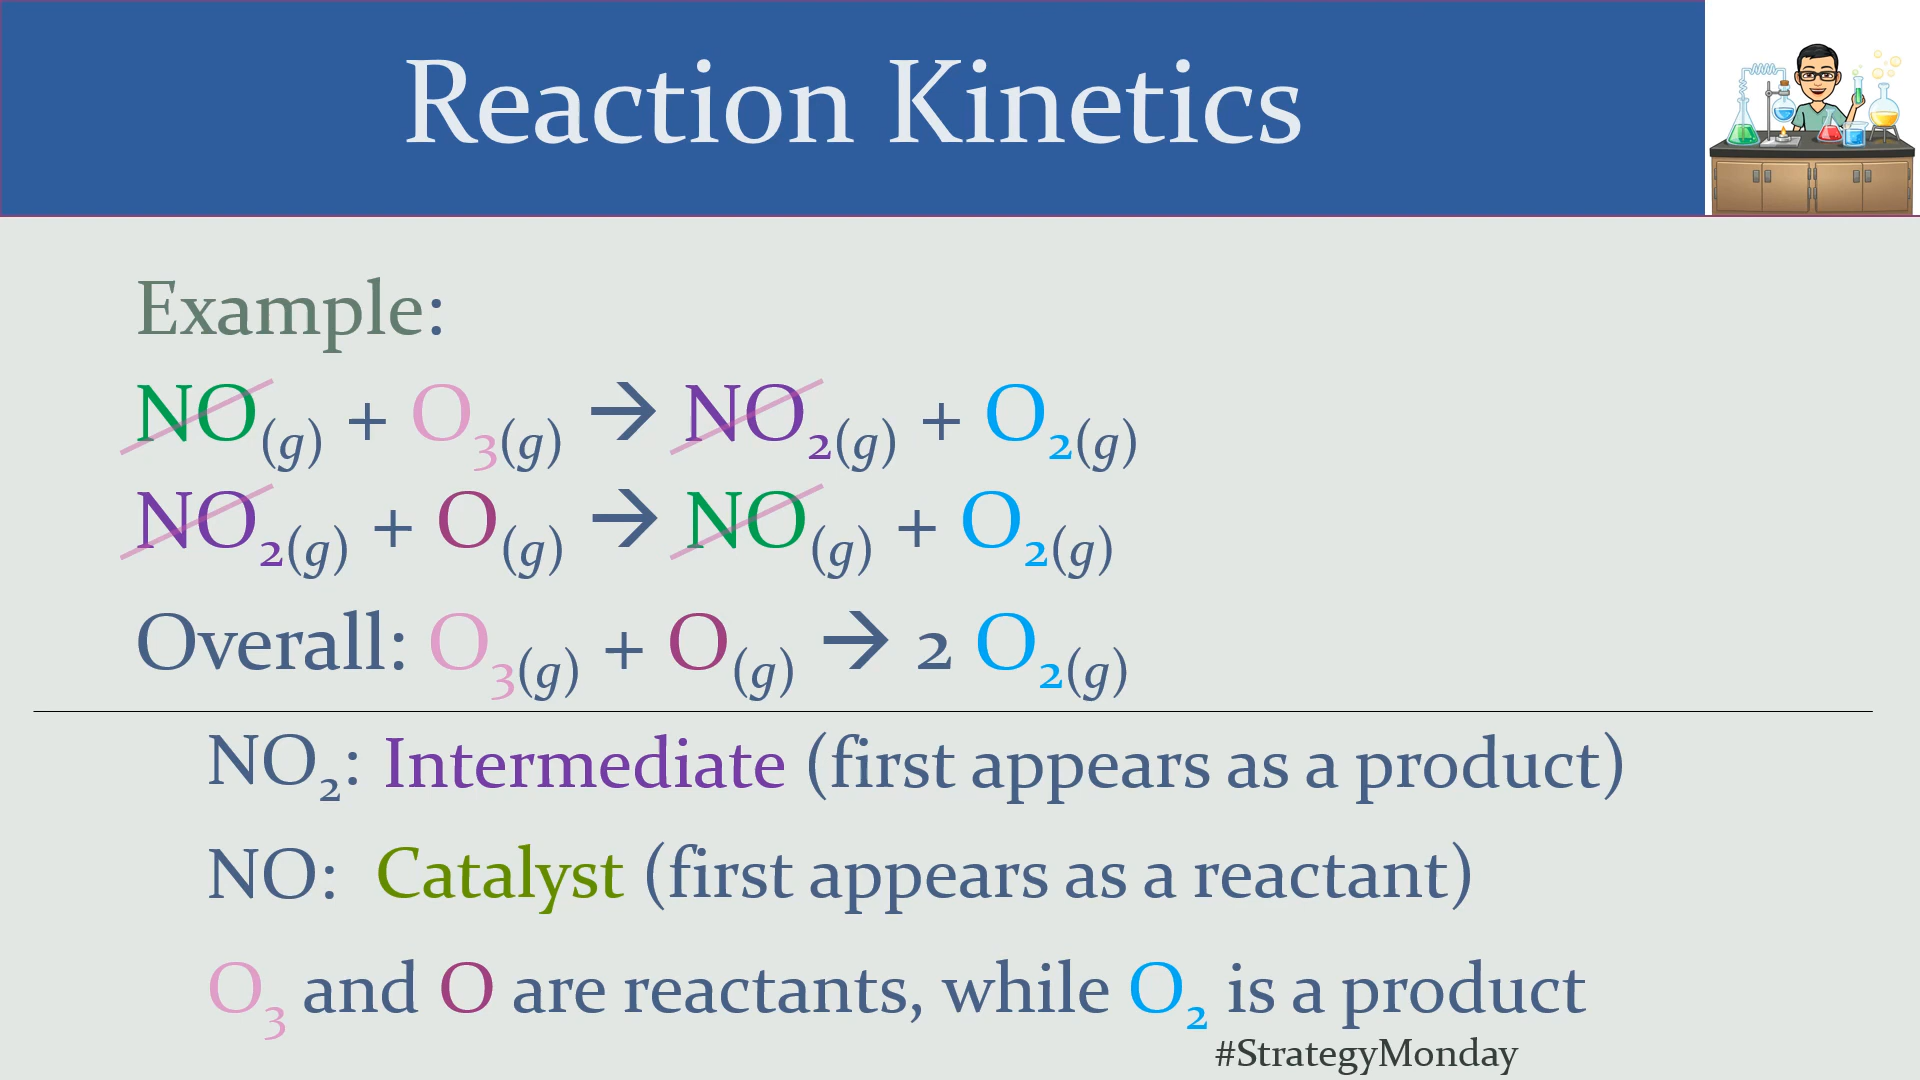 Reaction Kinetics
Example:
NO(g) + O3(g) → NO2(g) + O2(g)
NO2(g) + O(g) → NO(g) + O2(g)
Overall: O3(g) + O(g) → 2 O2(g)
NO2: Intermediate (first appears as a product)
NO: Catalyst (first appears as a reactant)
O3 and O are reactants, while O2 is a product
#StrategyMonday